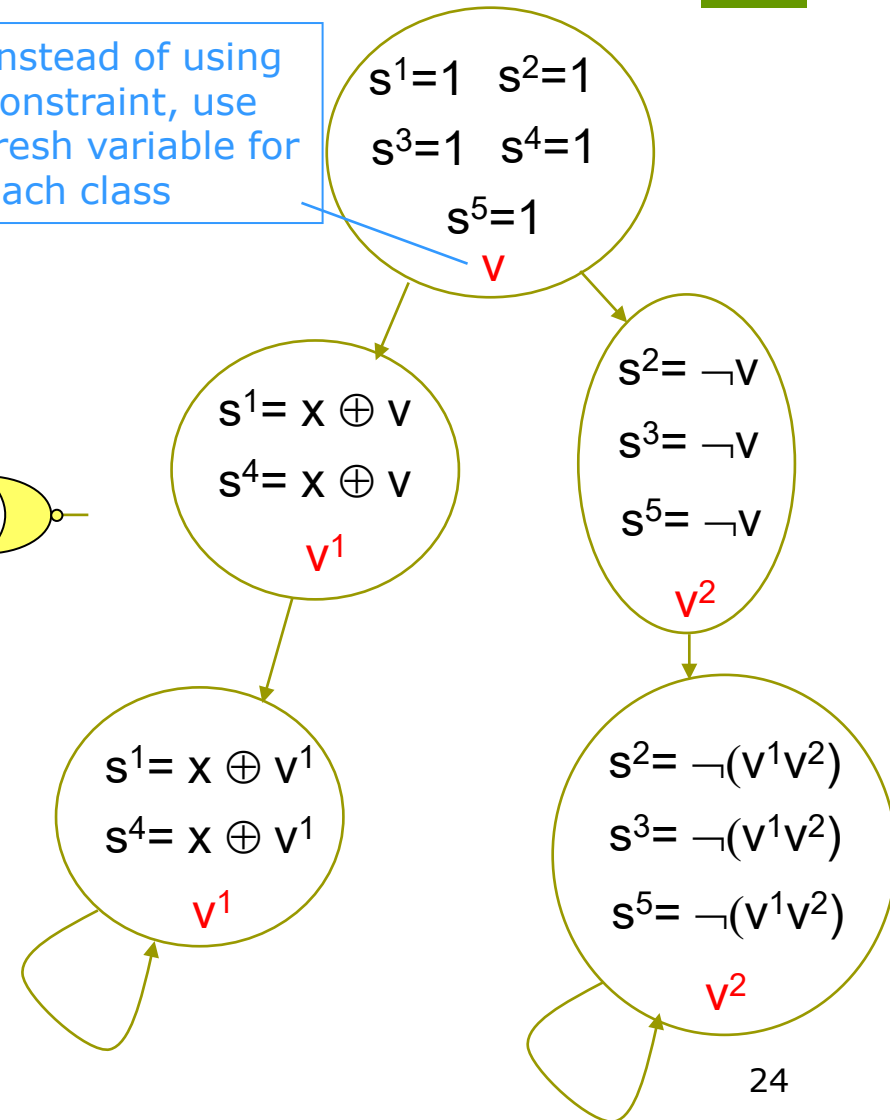 nstead of using
onstraint, use
resh variable for
ach class
s¹=1 s²=1
s³=1 s⁴=1
s⁵=1
v
s¹= x ⊕ v
s⁴= x ⊕ v
v¹
s²= ¬v
s³= ¬v
s⁵= ¬v
v²
s¹= x ⊕ v¹
s⁴= x ⊕ v¹
v¹
s²= ¬(v¹v²)
s³= ¬(v¹v²)
s⁵= ¬(v¹v²)
v²
24